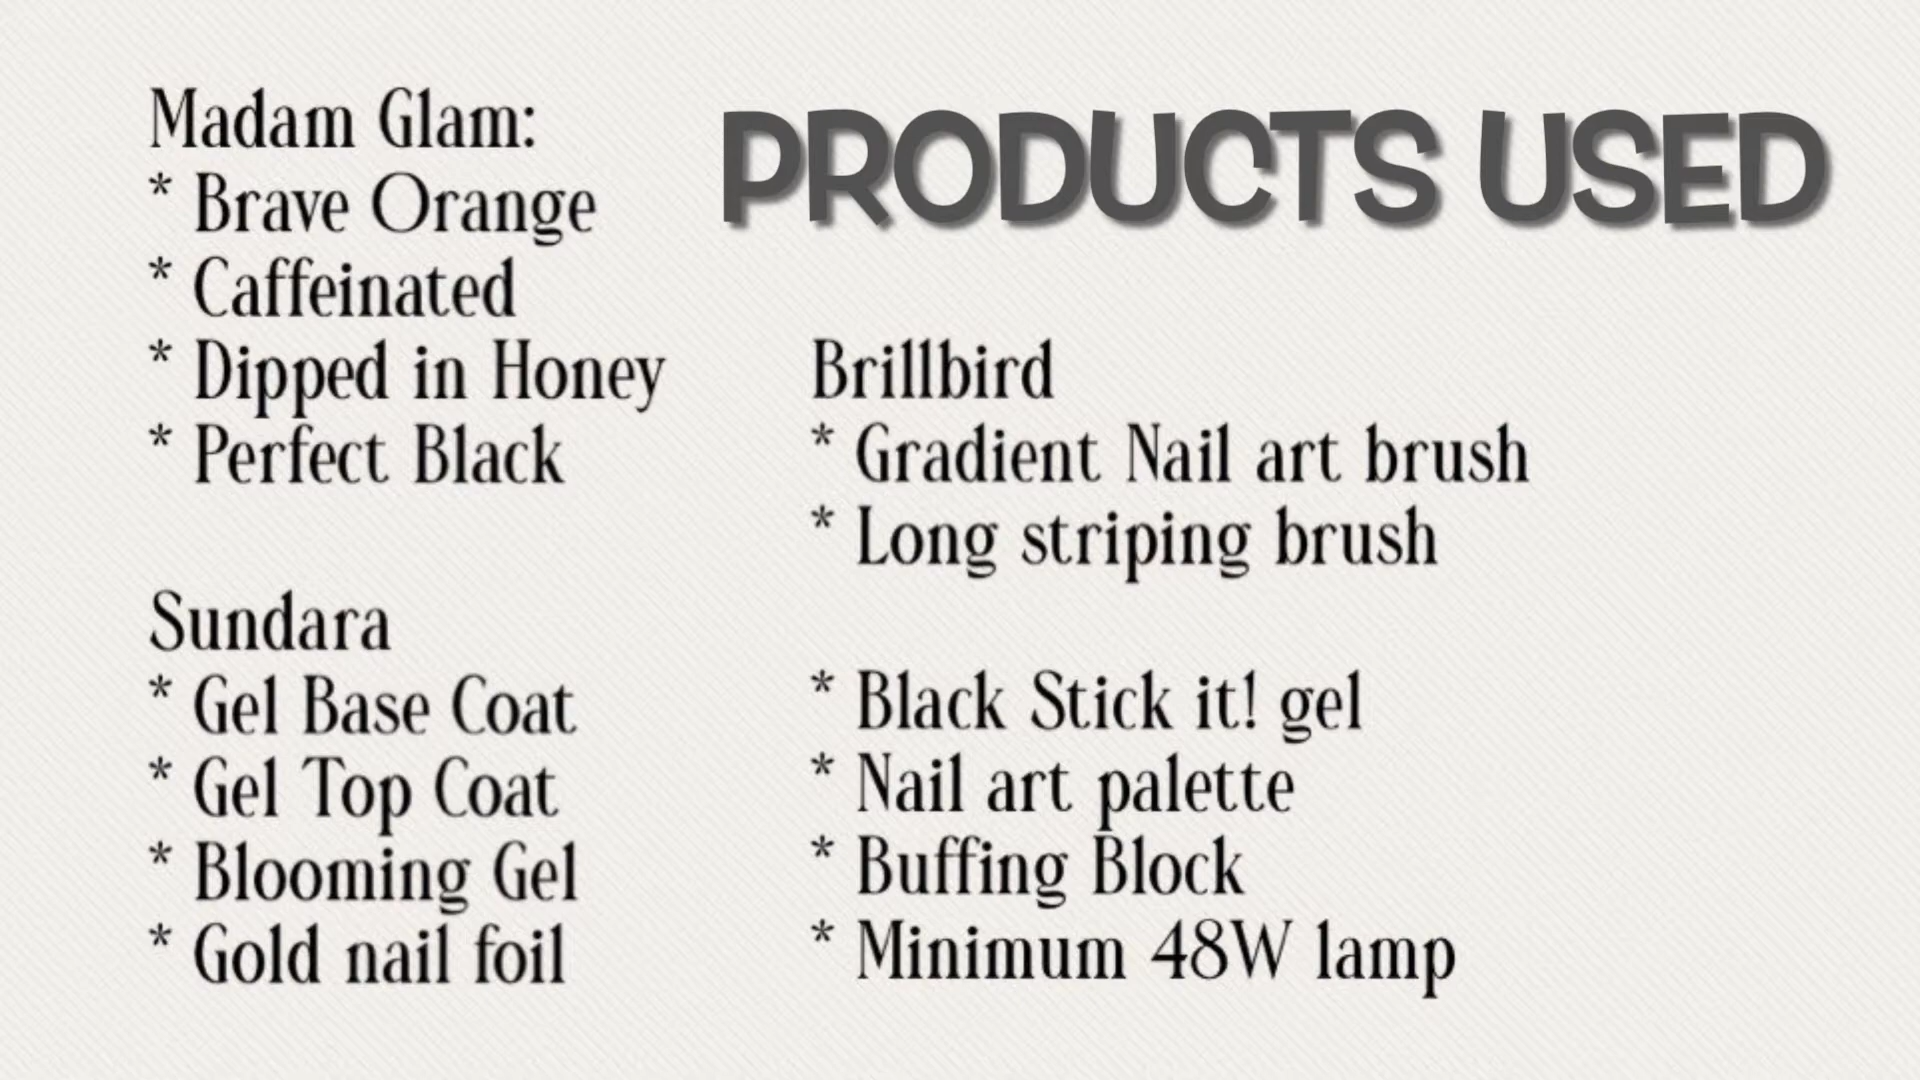 PRODUCTS USED
Madam Glam:
* Brave Orange
* Caffeinated
* Dipped in Honey
* Perfect Black
Sundara
* Gel Base Coat
* Gel Top Coat
* Blooming Gel
* Gold nail foil
Brillbird
* Gradient Nail art brush
* Long striping brush
* Black Stick it! gel
* Nail art palette
* Buffing Block
* Minimum 48W lamp